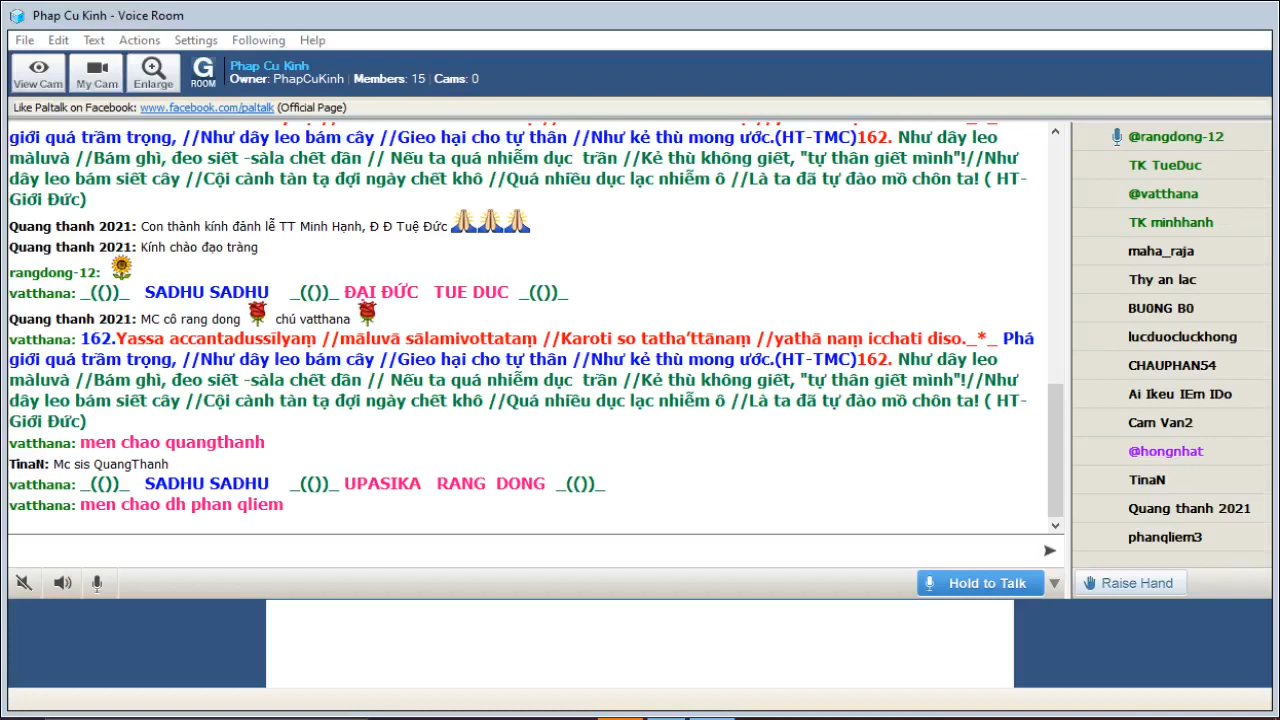 Phap Cu Kinh - Voice Room
File Edit Text Actions Settings Following Help
View Cam My Cam Enlarge G ROOM
Phap Cu Kinh
Owner: PhapCuKinh Members: 15 Cams: 0
Like Paltalk on Facebook: www.facebook.com/paltalk (Official Page)
giới quá trầm trọng, //Như dây leo bám cây //Gieo hại cho tự thân //Như kẻ thù mong ước.(HT-TMC)162. Như dây leo
màluvà //Bám ghì, đeo siết -sàla chết dần // Nếu ta quá nhiễm dục trần //Kẻ thù không giết, "tự thân giết mình"!//Như
dây leo bám siết cây //Cội cành tàn tạ đợi ngày chết khô //Quá nhiều dục lạc nhiễm ô //Là ta đã tự đào mồ chôn ta! ( HT-
Giới Đức)
Quang thanh 2021: Con thành kính đảnh lễ TT Minh Hạnh, Đ Đ Tuệ Đức
Quang thanh 2021: Kính chào đạo tràng
rangdong-12:
vatthana: _(())_ SADHU SADHU _(())_ ĐẠI ĐỨC TUE DUC _(())_
Quang thanh 2021: MC cô rang dong chú vatthana
vatthana: 162.Yassa accantadussīlyaṃ //māluvā sālamivottataṃ //Karoti so tatha’ttānaṃ //yathā naṃ icchati diso._*_ Phá
giới quá trầm trọng, //Như dây leo bám cây //Gieo hại cho tự thân //Như kẻ thù mong ước.(HT-TMC)162. Như dây leo
màluvà //Bám ghì, đeo siết -sàla chết dần // Nếu ta quá nhiễm dục trần //Kẻ thù không giết, "tự thân giết mình"!//Như
dây leo bám siết cây //Cội cành tàn tạ đợi ngày chết khô //Quá nhiều dục lạc nhiễm ô //Là ta đã tự đào mồ chôn ta! ( HT-
Giới Đức)
vatthana: men chao quangthanh
TinaN: Mc sis QuangThanh
vatthana: _(())_ SADHU SADHU _(())_ UPASIKA RANG DONG _(())_
vatthana: men chao dh phan qliem
Hold to Talk
@rangdong-12
TK TueDuc
@vatthana
TK minhhanh
maha_raja
Thy an lac
BU0NG B0
lucduocluckhong
CHAUPHAN54
Ai Ikeu IEm IDo
Cam Van2
@hongnhat
TinaN
Quang thanh 2021
phanqliem3
Raise Hand